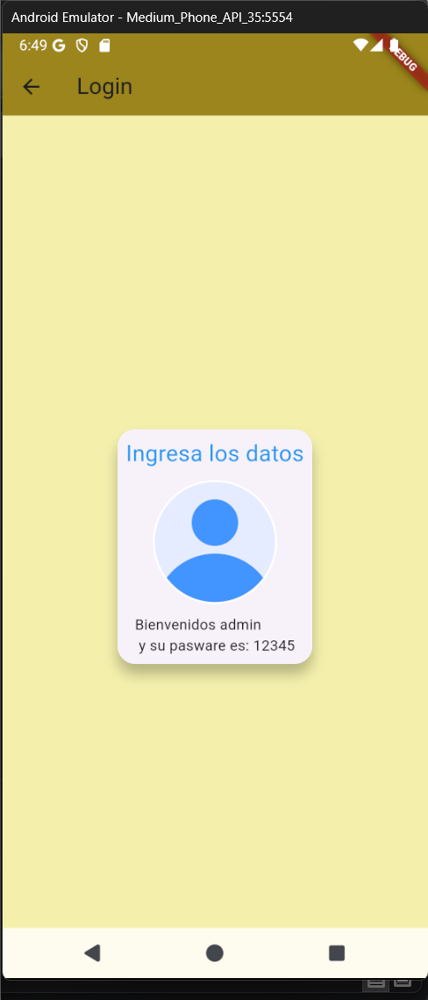 Android Emulator - Medium_Phone_API_35:5554
6:49 G
DEBUG
Login
Ingresa los datos
Bienvenidos admin
y su pasware es: 12345